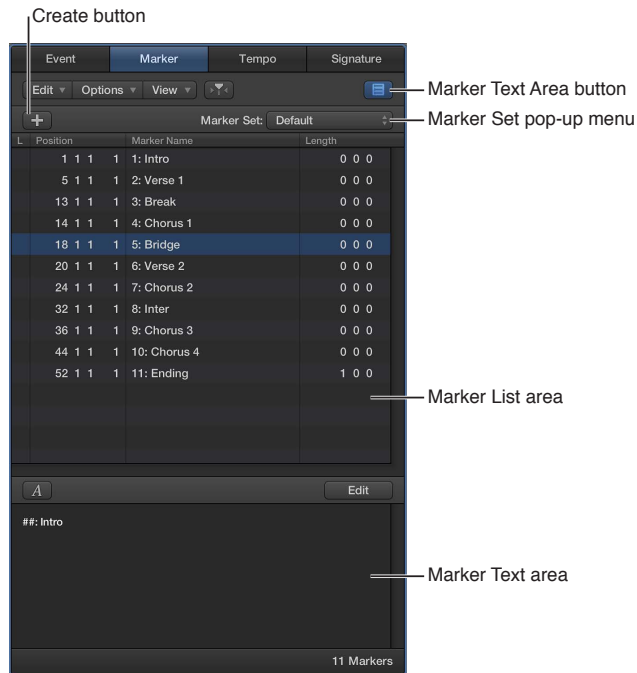 Create button
Event Marker Tempo Signature
Edit Options View
Marker Text Area button
Marker Set: Default
Marker Set pop-up menu
L Position Marker Name Length
1 1 1 1 1: Intro 0 0 0
5 1 1 1 2: Verse 1 0 0 0
13 1 1 1 3: Break 0 0 0
14 1 1 1 4: Chorus 1 0 0 0
18 1 1 1 5: Bridge 0 0 0
20 1 1 1 6: Verse 2 0 0 0
24 1 1 1 7: Chorus 2 0 0 0
32 1 1 1 8: Inter 0 0 0
36 1 1 1 9: Chorus 3 0 0 0
44 1 1 1 10: Chorus 4 0 0 0
52 1 1 1 11: Ending 1 0 0
Marker List area
A Edit
##: Intro
Marker Text area
11 Markers